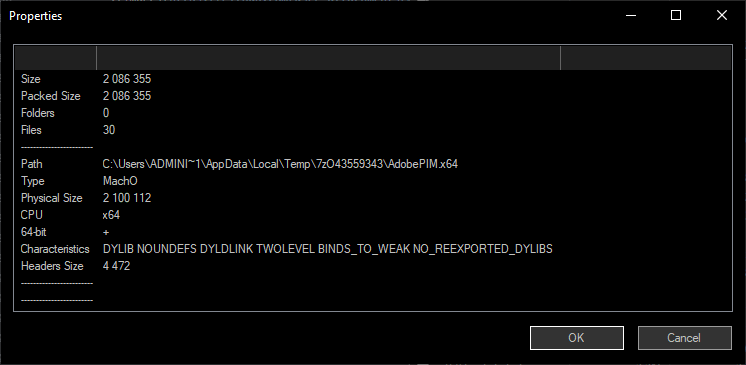 Properties
Size 2 086 355
Packed Size 2 086 355
Folders 0
Files 30
------------------------
Path C:\Users\ADMINI~1\AppData\Local\Temp\7zO43559343\AdobePIM.x64
Type MachO
Physical Size 2 100 112
CPU x64
64-bit +
Characteristics DYLIB NOUNDEFS DYLDLINK TWOLEVEL BINDS_TO_WEAK NO_REEXPORTED_DYLIBS
Headers Size 4 472
------------------------
------------------------
OK Cancel